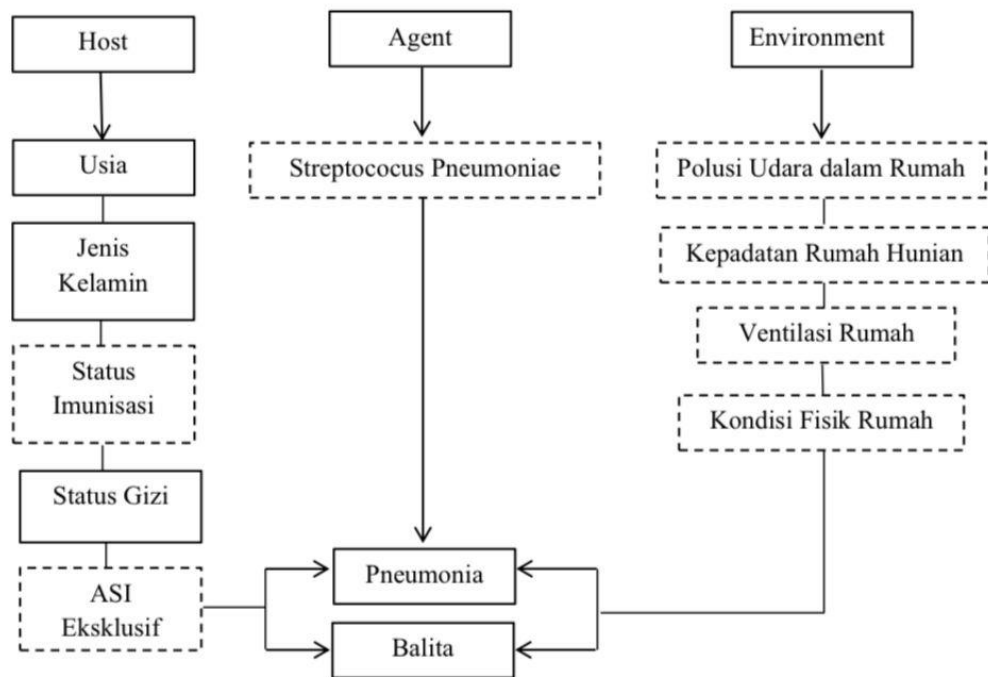 Host
Agent
Environment
Usia
Streptococus Pneumoniae
Polusi Udara dalam Rumah
Jenis
Kelamin
Kepadatan Rumah Hunian
Ventilasi Rumah
Status
Imunisasi
Kondisi Fisik Rumah
Status Gizi
ASI
Eksklusif
Pneumonia
Balita